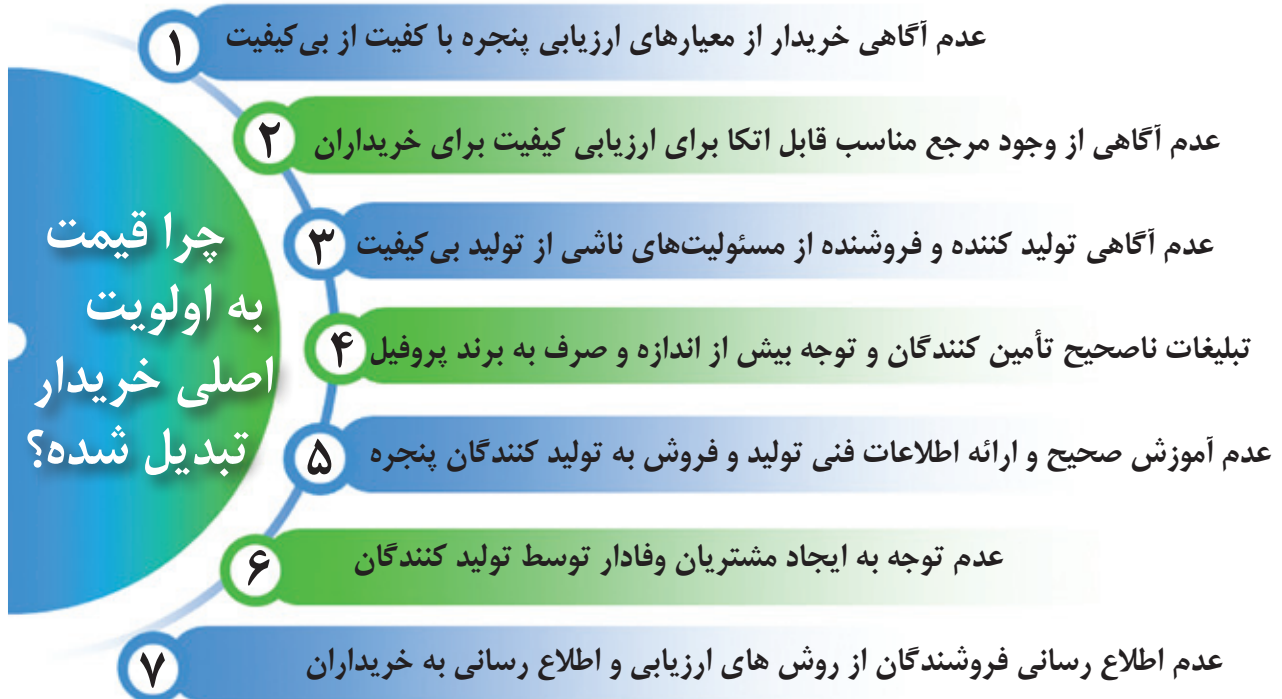 چرا قیمت
به اولویت
اصلی خریدار
تبدیل شده؟
۱ عدم آگاهی خریدار از معیارهای ارزیابی پنجره با کفیت از بی‌کیفیت
۲ عدم آگاهی از وجود مرجع مناسب قابل اتکا برای ارزیابی کیفیت برای خریداران
۳ عدم آگاهی تولید کننده و فروشنده از مسئولیت‌های ناشی از تولید بی‌کیفیت
۴ تبلیغات ناصحیح تأمین کنندگان و توجه بیش از اندازه و صرف به برند پروفیل
۵ عدم آموزش صحیح و ارائه اطلاعات فنی تولید و فروش به تولید کنندگان پنجره
۶ عدم توجه به ایجاد مشتریان وفادار توسط تولید کنندگان
۷ عدم اطلاع رسانی فروشندگان از روش های ارزیابی و اطلاع رسانی به خریداران